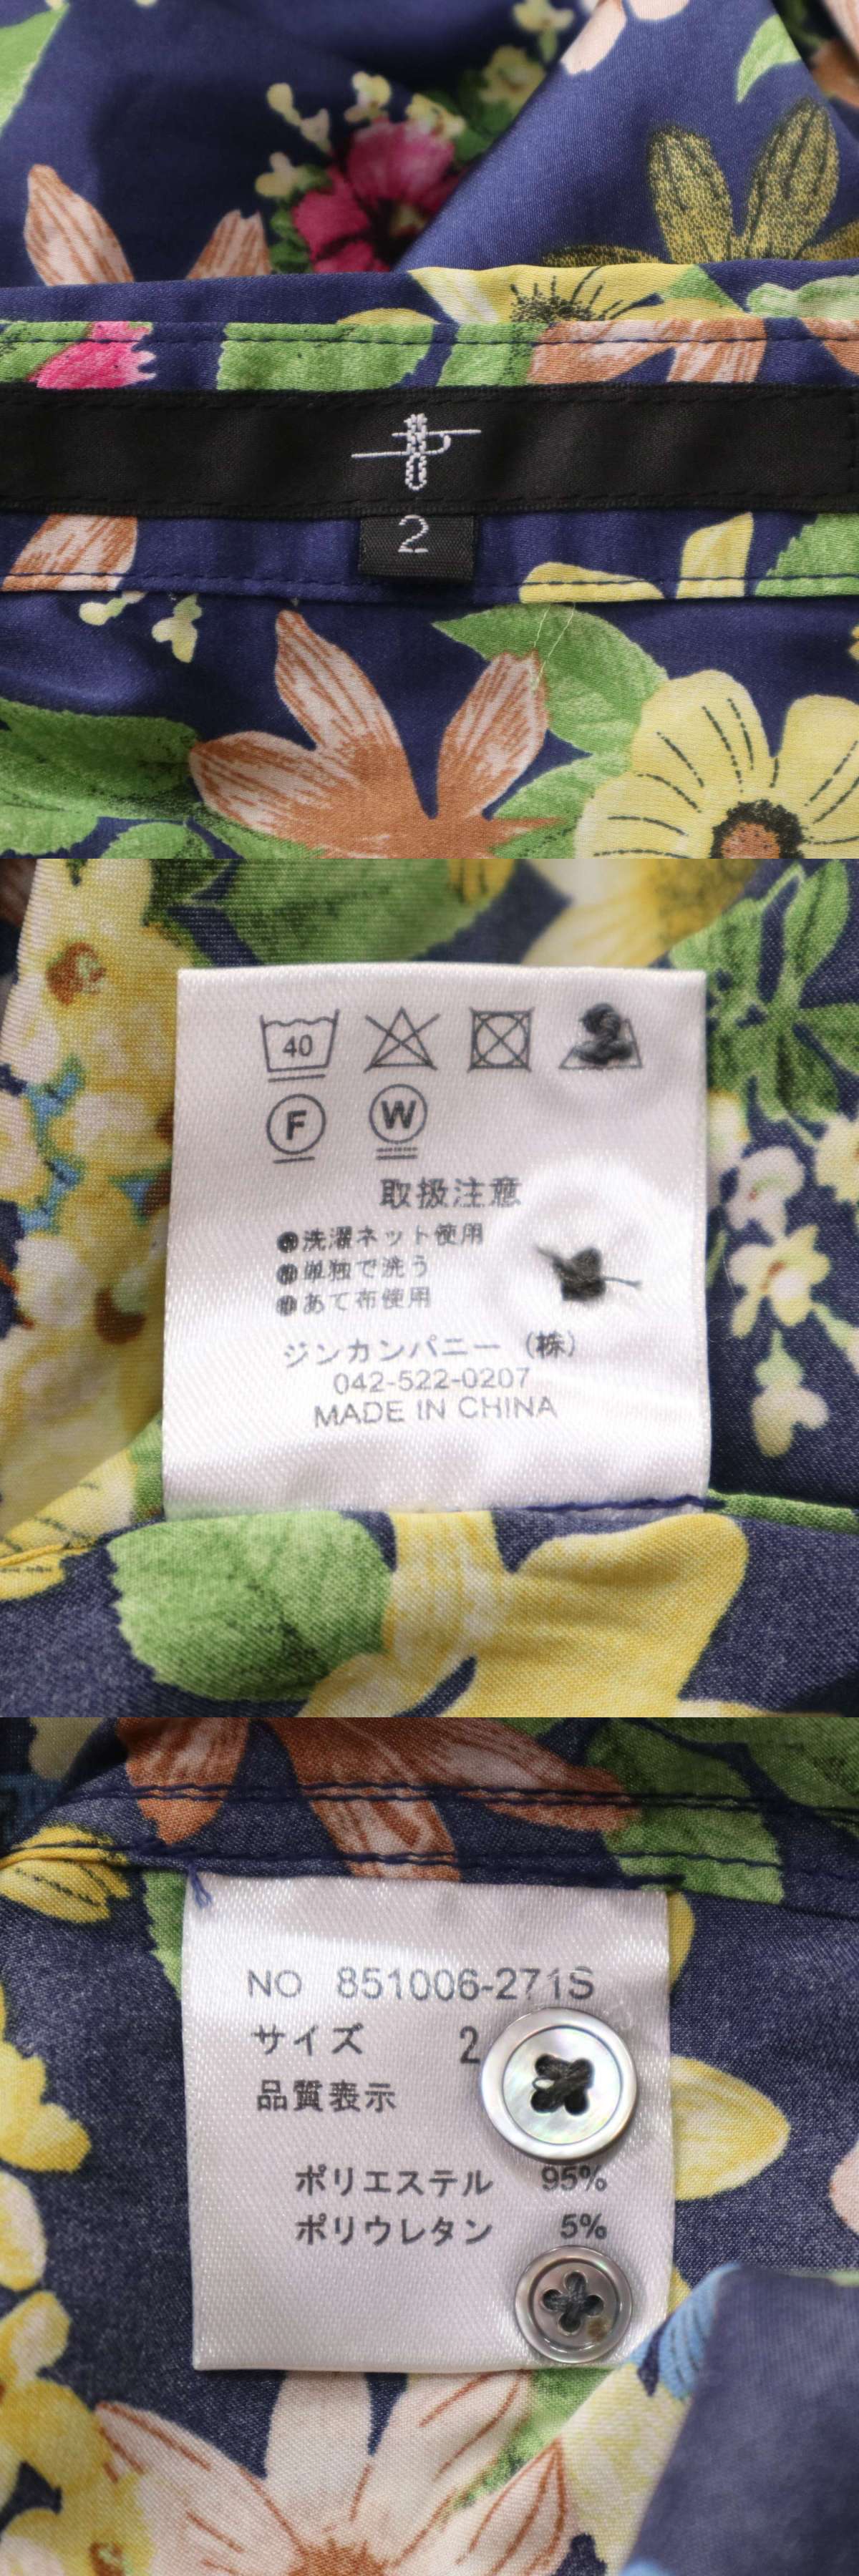 2
40
F
W
取扱注意
●洗濯ネット使用
●単独で洗う
●あて布使用
ジンカンパニー (株)
042-522-0207
MADE IN CHINA
NO 851006-271S
サイズ 2
品質表示
ポリエステル 95%
ポリウレタン 5%